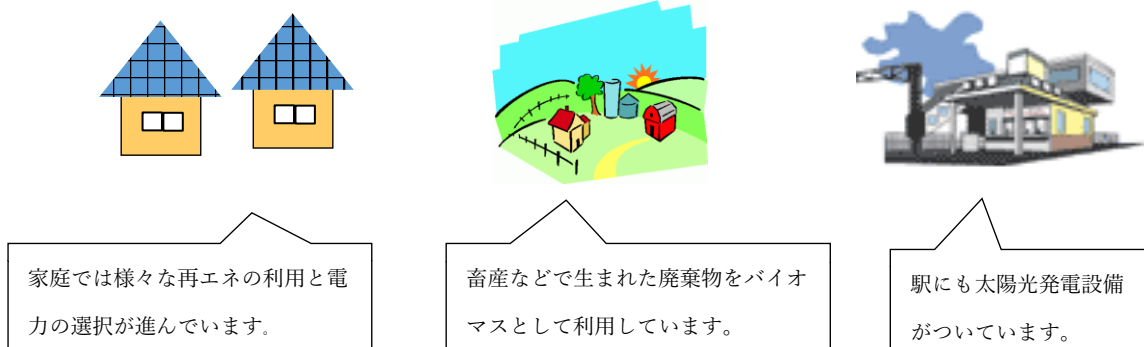 家庭では様々な再エネの利用と電
力の選択が進んでいます.
畜産などで生まれた廃棄物をバイオ
マスとして利用しています。
駅にも太陽光発電設備
がついています。